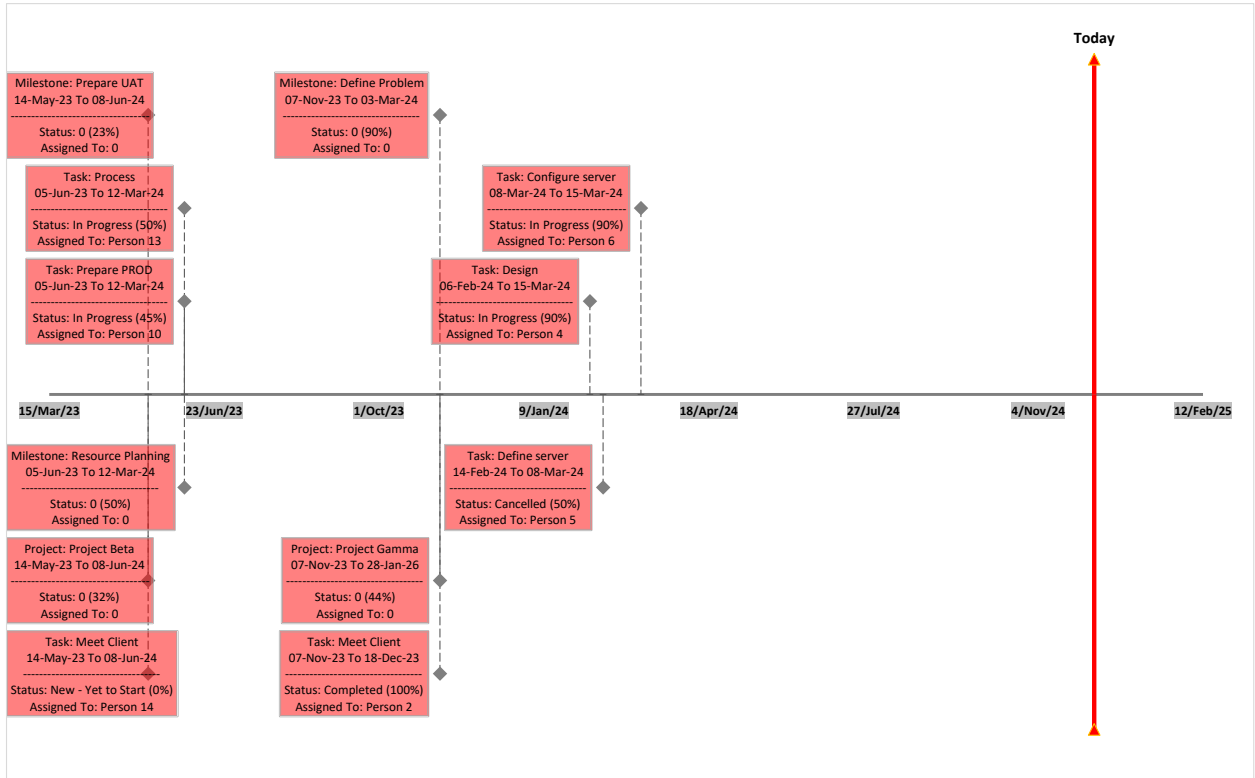 Today
Milestone: Prepare UAT
14-May-23 To 08-Jun-24
------------------------------------
Status: 0 (23%)
Assigned To: 0
Milestone: Define Problem
07-Nov-23 To 03-Mar-24
------------------------------------
Status: 0 (90%)
Assigned To: 0
Task: Process
05-Jun-23 To 12-Mar-24
------------------------------------
Status: In Progress (50%)
Assigned To: Person 13
Task: Configure server
08-Mar-24 To 15-Mar-24
------------------------------------
Status: In Progress (90%)
Assigned To: Person 6
Task: Prepare PROD
05-Jun-23 To 12-Mar-24
------------------------------------
Status: In Progress (45%)
Assigned To: Person 10
Task: Design
06-Feb-24 To 15-Mar-24
------------------------------------
Status: In Progress (90%)
Assigned To: Person 4
15/Mar/23 23/Jun/23 1/Oct/23 9/Jan/24 18/Apr/24 27/Jul/24 4/Nov/24 12/Feb/25
Milestone: Resource Planning
05-Jun-23 To 12-Mar-24
------------------------------------
Status: 0 (50%)
Assigned To: 0
Task: Define server
14-Feb-24 To 08-Mar-24
------------------------------------
Status: Cancelled (50%)
Assigned To: Person 5
Project: Project Beta
14-May-23 To 08-Jun-24
------------------------------------
Status: 0 (32%)
Assigned To: 0
Project: Project Gamma
07-Nov-23 To 28-Jan-26
------------------------------------
Status: 0 (44%)
Assigned To: 0
Task: Meet Client
14-May-23 To 08-Jun-24
------------------------------------
Status: New - Yet to Start (0%)
Assigned To: Person 14
Task: Meet Client
07-Nov-23 To 18-Dec-23
------------------------------------
Status: Completed (100%)
Assigned To: Person 2